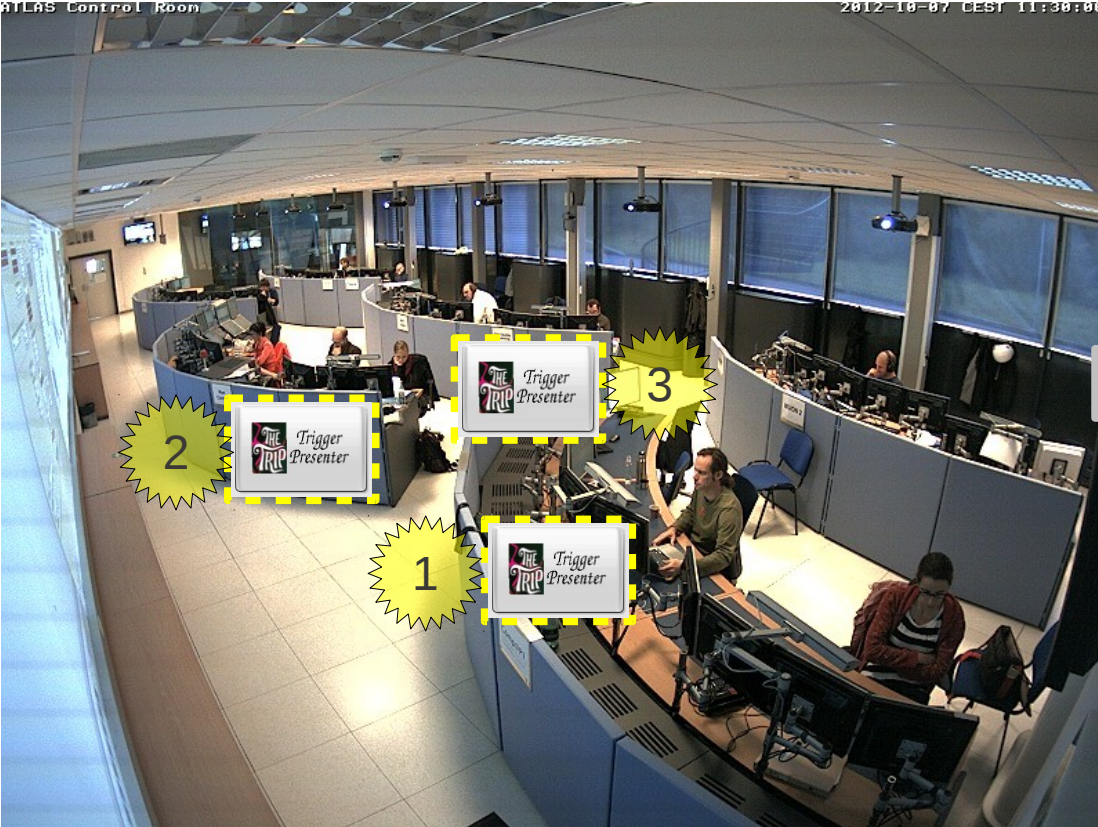 ATLAS Control Room
2012-10-07 CEST 11:30:00
3
THE TRIP
Trigger
Presenter
2
THE TRIP
Trigger
Presenter
1
THE TRIP
Trigger
Presenter